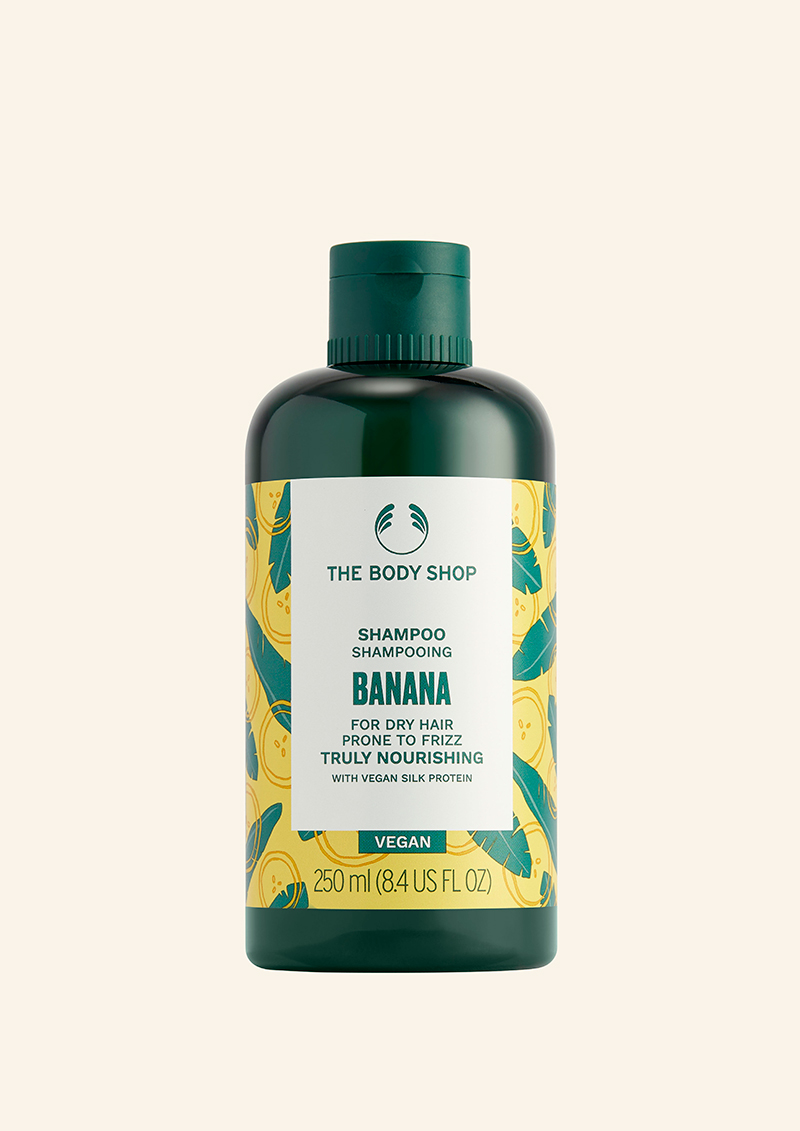 THE BODY SHOP
SHAMPOO
SHAMPOOING
BANANA
FOR DRY HAIR
PRONE TO FRIZZ
TRULY NOURISHING
WITH VEGAN SILK PROTEIN
VEGAN
250 ml (8.4 US FL OZ)